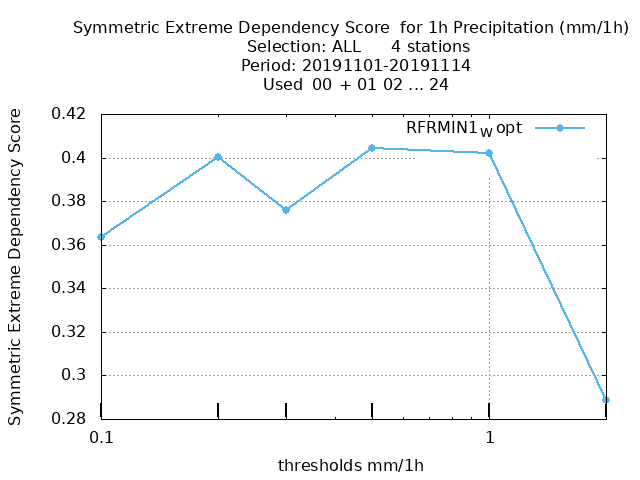 Symmetric Extreme Dependency Score  for 1h Precipitation (mm/1h)
Selection: ALL      4 stations
Period: 20191101-20191114
Used  00  + 01 02 ... 24
RFRMIN1W opt
Symmetric Extreme Dependency Score
0.42
0.4
0.38
0.36
0.34
0.32
0.3
0.28
0.1
1
thresholds mm/1h